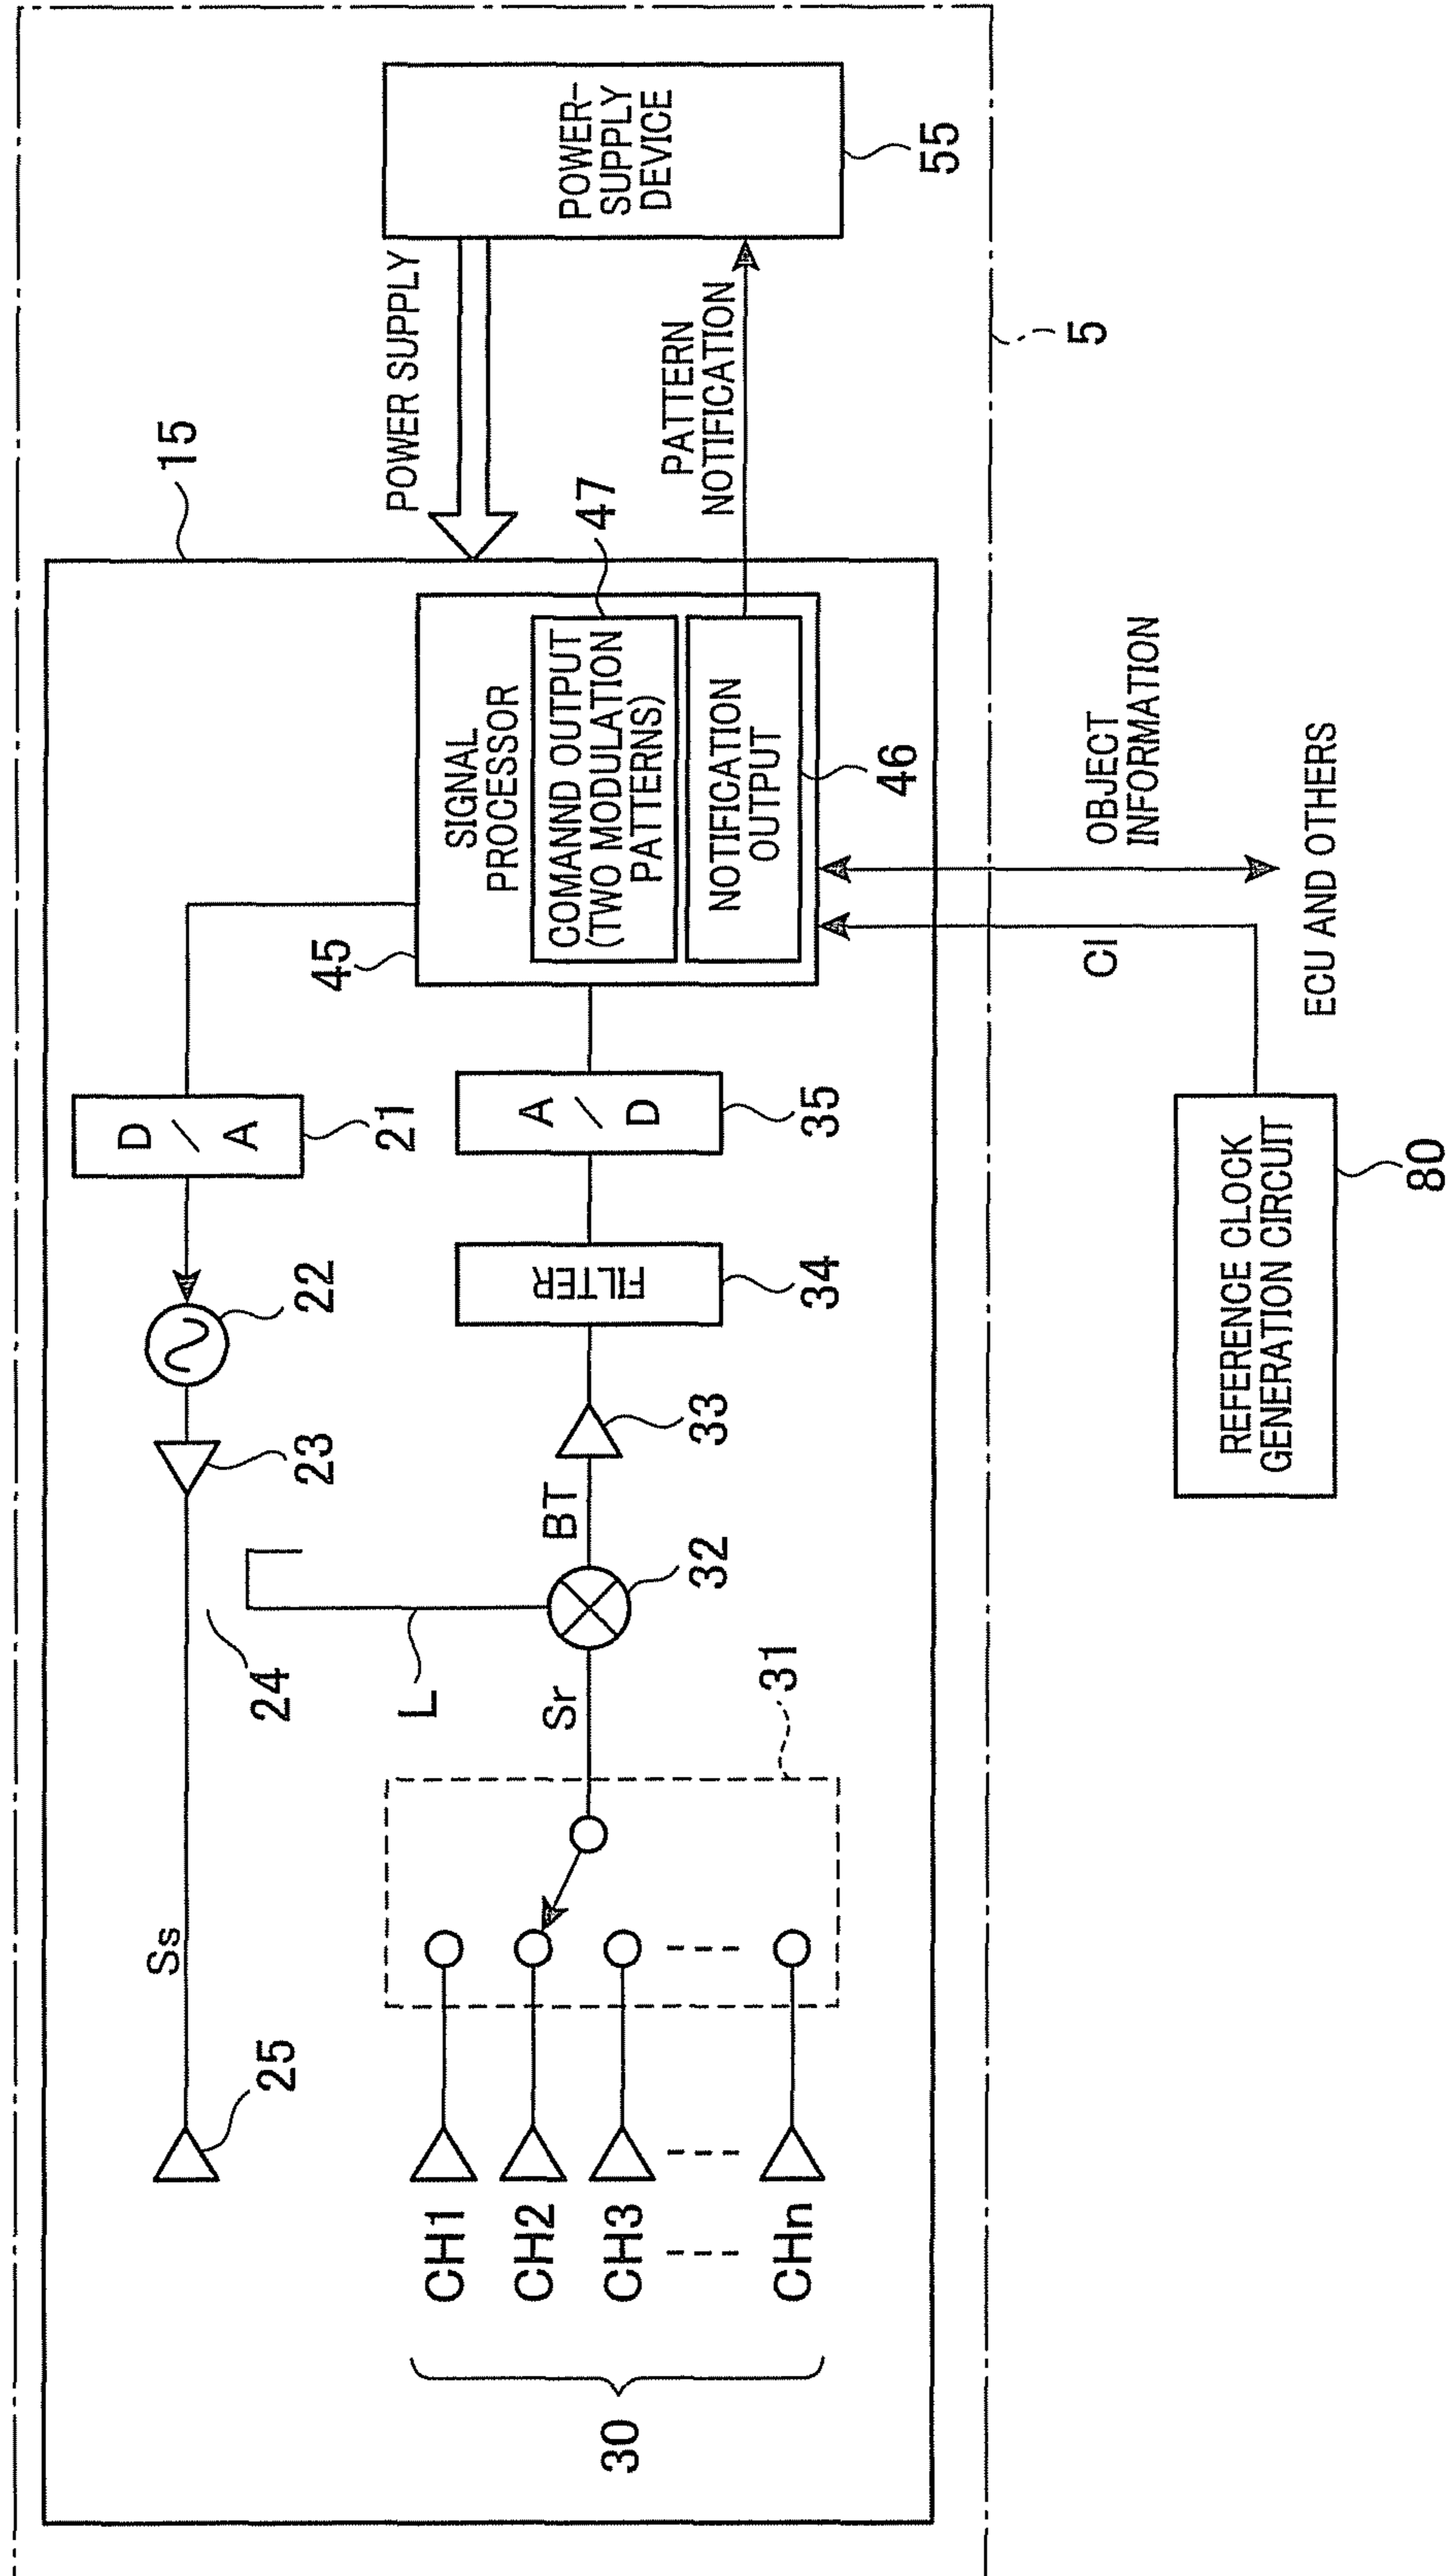 15
25
Ss
24
23
22
D
/
A
21
45
L
CH1
CH2
CH3
CHn
30
31
Sr
32
BT
33
FILTER
34
A
/
D
35
SIGNAL
PROCESSOR
COMANND OUTPUT
(TWO MODULATION
PATTERNS)
47
NOTIFICATION
OUTPUT
46
POWER SUPPLY
PATTERN
NOTIFICATION
POWER-
SUPPLY
DEVICE
55
5
CI
OBJECT
INFORMATION
ECU AND OTHERS
REFERENCE CLOCK
GENERATION CIRCUIT
80